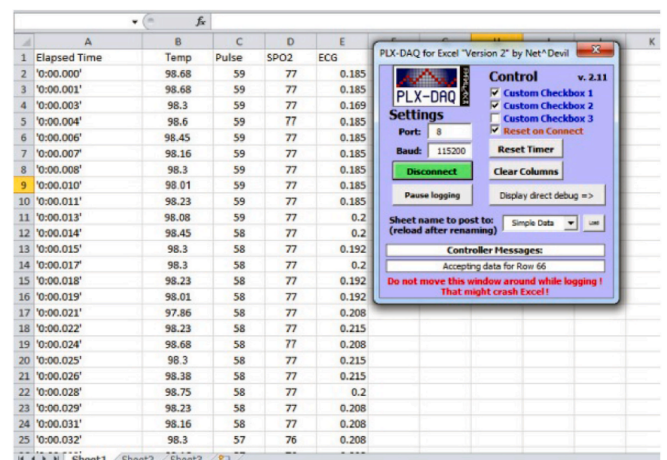 fx
A B C D E K
1 Elapsed Time Temp Pulse SPO2 ECG
2 '0:00.000' 98.68 59 77 0.185
3 '0:00.001' 98.68 59 77 0.185
4 '0:00.003' 98.3 59 77 0.169
5 '0:00.004' 98.6 59 77 0.185
6 '0:00.006' 98.45 59 77 0.185
7 '0:00.007' 98.16 59 77 0.185
8 '0:00.008' 98.3 59 77 0.185
9 '0:00.010' 98.01 59 77 0.185
10 '0:00.011' 98.23 59 77 0.185
11 '0:00.013' 98.08 59 77 0.2
12 '0:00.014' 98.45 58 77 0.2
13 '0:00.015' 98.3 58 77 0.192
14 '0:00.017' 98.3 58 77 0.2
15 '0:00.018' 98.23 58 77 0.192
16 '0:00.019' 98.01 58 77 0.192
17 '0:00.021' 97.86 58 77 0.208
18 '0:00.022' 98.23 58 77 0.215
19 '0:00.024' 98.68 58 77 0.208
20 '0:00.025' 98.3 58 77 0.215
21 '0:00.026' 98.38 58 77 0.215
22 '0:00.028' 98.75 58 77 0.2
23 '0:00.029' 98.23 58 77 0.208
24 '0:00.031' 98.16 58 77 0.208
25 '0:00.032' 98.3 57 76 0.208
Sheet1 Sheet2 Sheet3
PLX-DAQ for Excel "Version 2" by Net^Devil
PLX-DAQ
Control v. 2.11
Custom Checkbox 1
Custom Checkbox 2
Custom Checkbox 3
Reset on Connect
Settings
Port: 8
Baud: 115200
Reset Timer
Disconnect
Clear Columns
Pause logging
Display direct debug =>
Sheet name to post to: Simple Data
(reload after renaming)
Controller Messages:
Accepting data for Row 66
Do not move this window around while logging !
That might crash Excel !